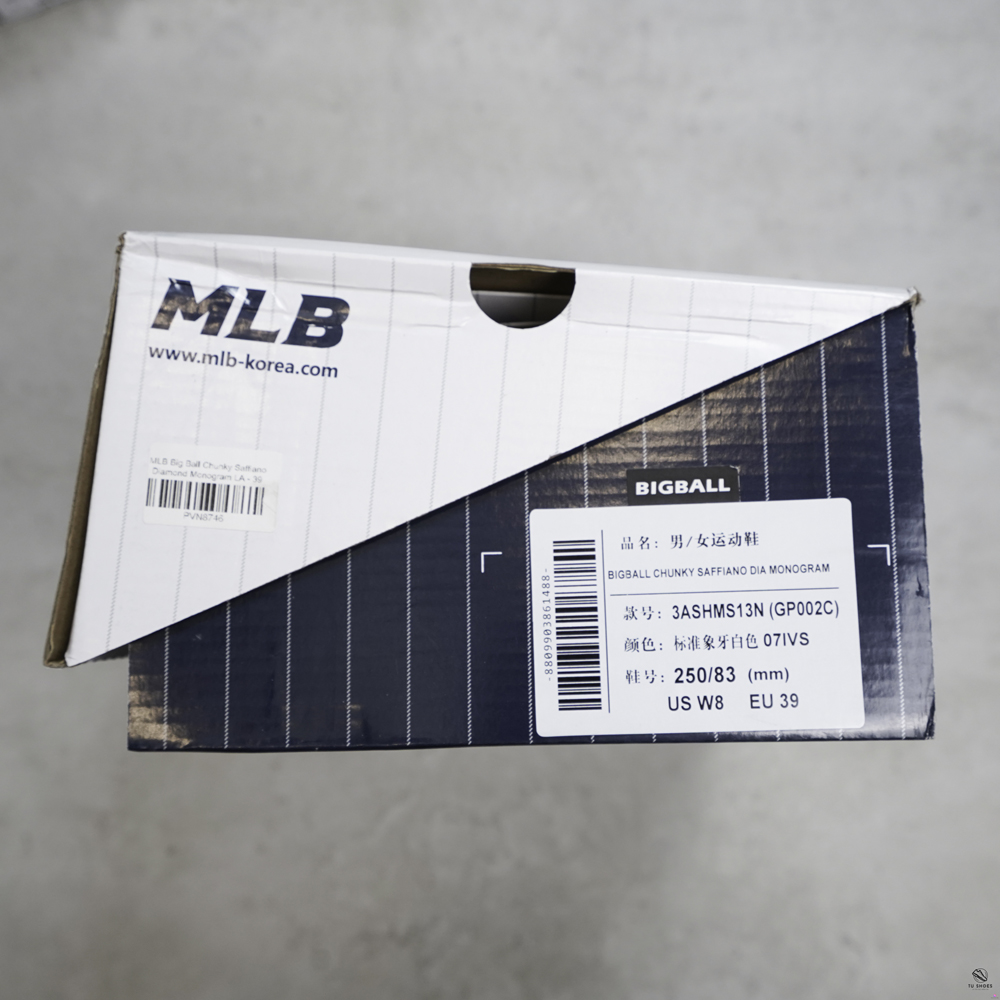 MLB
www.mlb-korea.com
MLB Big Ball Chunky Saffiano
Diamond Monogram LA - 39
PVN8746
BIGBALL
-8809903861488-
品名: 男/女运动鞋
BIGBALL CHUNKY SAFFIANO DIA MONOGRAM
款号: 3ASHMS13N (GP002C)
颜色: 标准象牙白色 07IVS
鞋号: 250/83 (mm)
US W8 EU 39
TU SHOES